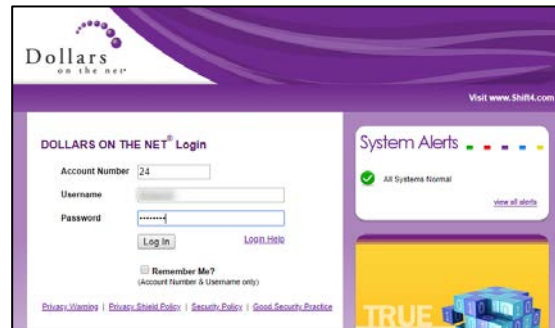 Dollars
on the net®
Visit www.Shift4.com
DOLLARS ON THE NET® Login
Account Number 24
Username
Password ••••••••
Log In Login Help
Remember Me?
(Account Number & Username only)
Privacy Warning | Privacy Shield Policy | Security Policy | Good Security Practice
System Alerts
All Systems Normal
view all alerts
TRUE